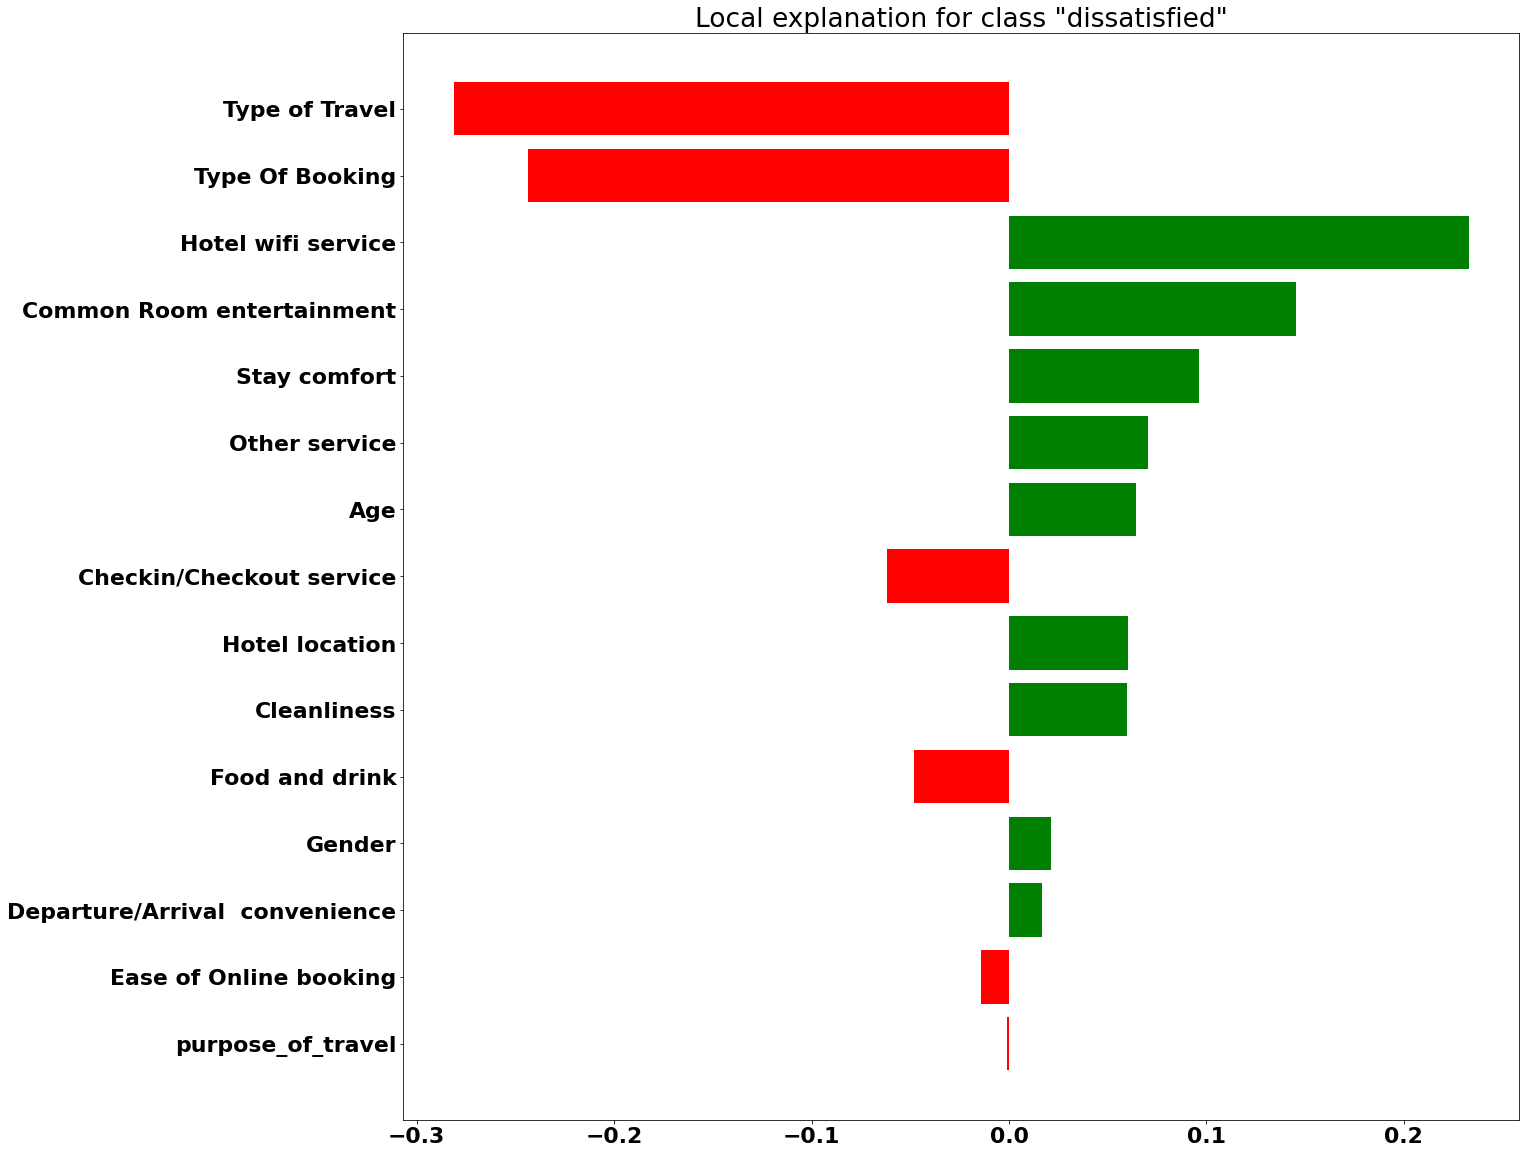 Local explanation for class "dissatisfied"
Type of Travel
Type Of Booking
Hotel wifi service
Common Room entertainment
Stay comfort
Other service
Age
Checkin/Checkout service
Hotel location
Cleanliness
Food and drink
Gender
Departure/Arrival  convenience
Ease of Online booking
purpose_of_travel
−0.3 −0.2 −0.1 0.0 0.1 0.2